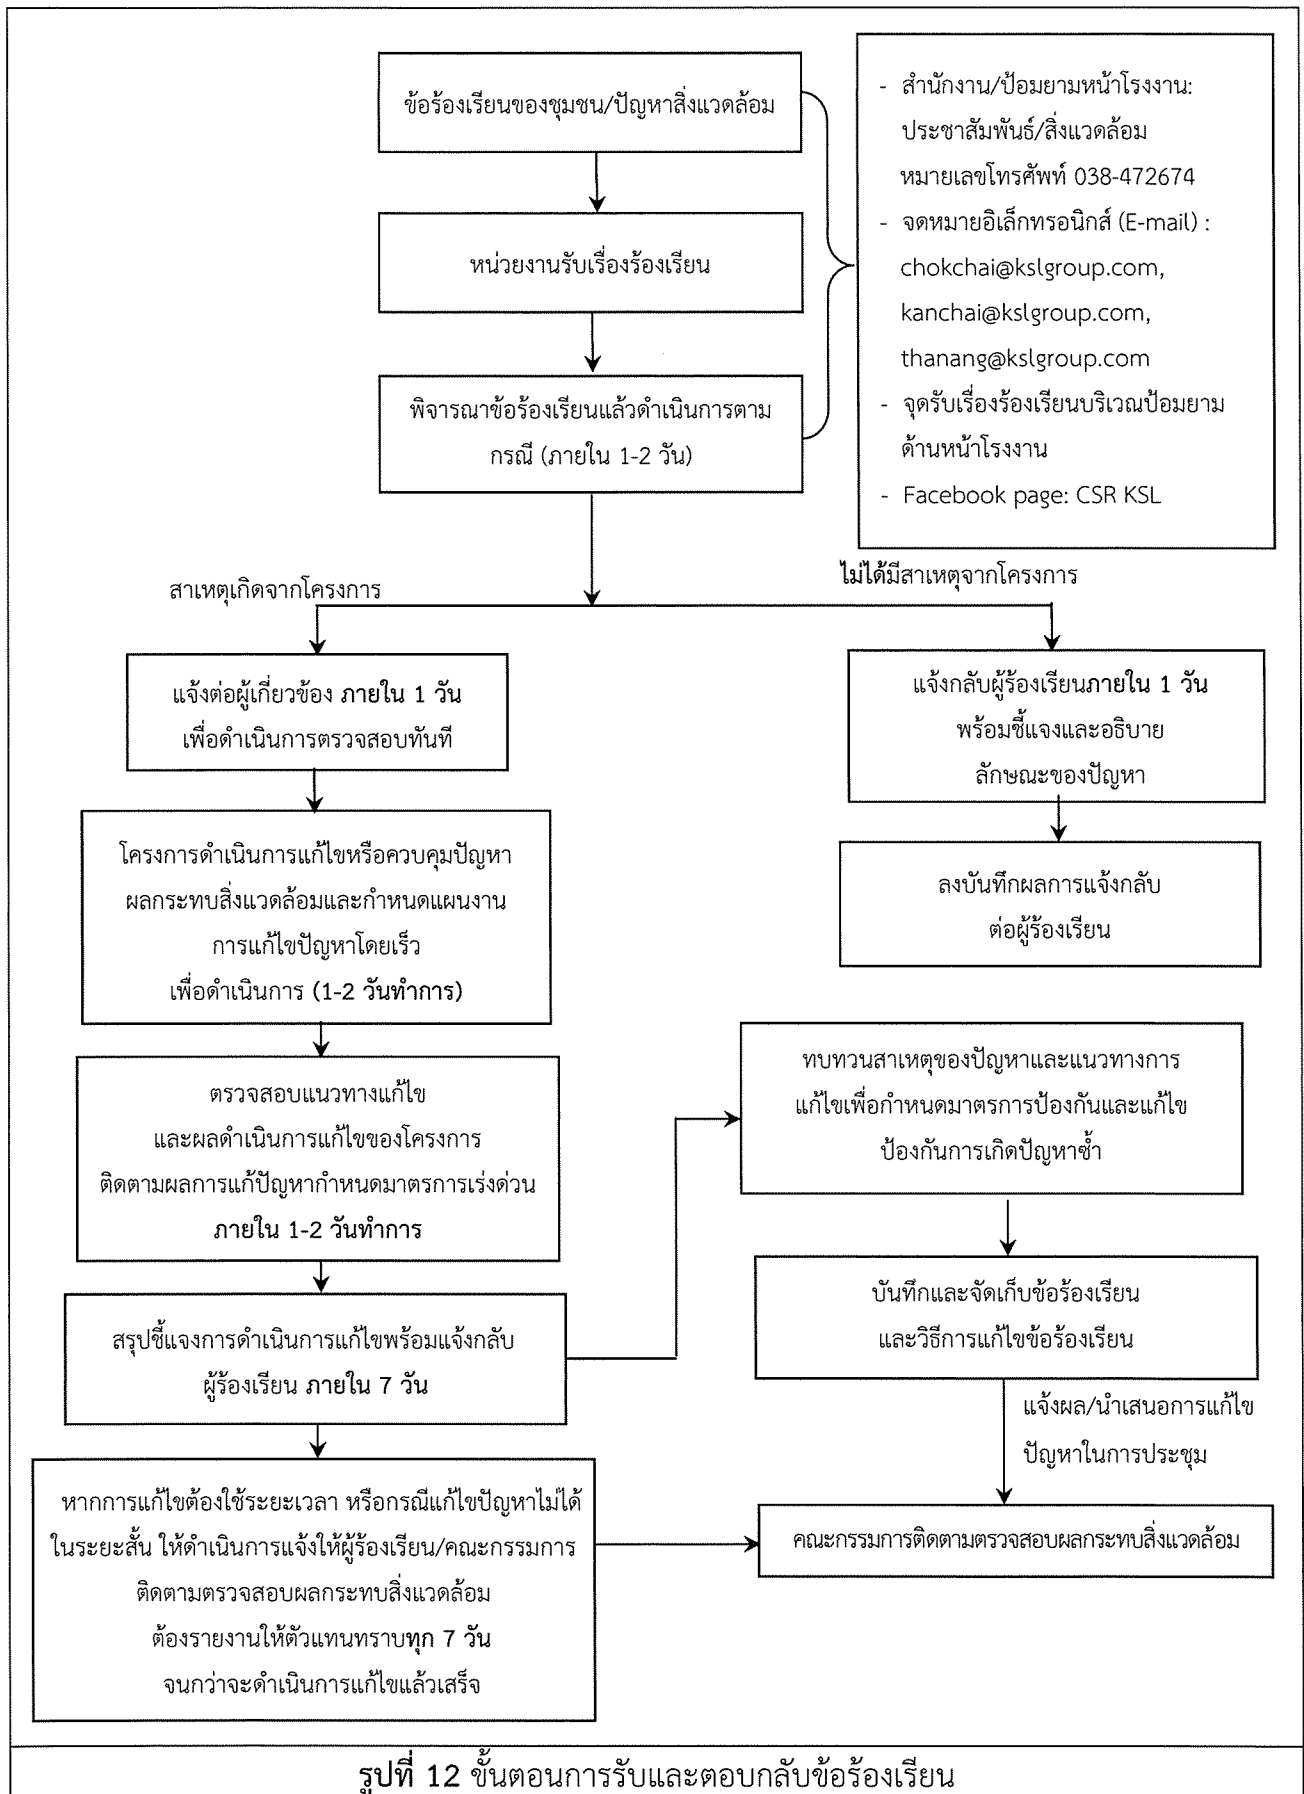 ข้อร้องเรียนของชุมชน/ปัญหาสิ่งแวดล้อม
หน่วยงานรับเรื่องร้องเรียน
พิจารณาข้อร้องเรียนแล้วดำเนินการตาม
กรณี (ภายใน 1-2 วัน)
- สำนักงาน/ป้อมยามหน้าโรงงาน:
ประชาสัมพันธ์/สิ่งแวดล้อม
หมายเลขโทรศัพท์ 038-472674
- จดหมายอิเล็กทรอนิกส์ (E-mail) :
chokchai@kslgroup.com,
kanchai@kslgroup.com,
thanang@kslgroup.com
- จุดรับเรื่องร้องเรียนบริเวณป้อมยาม
ด้านหน้าโรงงาน
- Facebook page: CSR KSL
สาเหตุเกิดจากโครงการ
ไม่ได้มีสาเหตุจากโครงการ
แจ้งต่อผู้เกี่ยวข้อง ภายใน 1 วัน
เพื่อดำเนินการตรวจสอบทันที
แจ้งกลับผู้ร้องเรียนภายใน 1 วัน
พร้อมชี้แจงและอธิบาย
ลักษณะของปัญหา
โครงการดำเนินการแก้ไขหรือควบคุมปัญหา
ผลกระทบสิ่งแวดล้อมและกำหนดแผนงาน
การแก้ไขปัญหาโดยเร็ว
เพื่อดำเนินการ (1-2 วันทำการ)
ลงบันทึกผลการแจ้งกลับ
ต่อผู้ร้องเรียน
ตรวจสอบแนวทางแก้ไข
และผลดำเนินการแก้ไขของโครงการ
ติดตามผลการแก้ปัญหากำหนดมาตรการเร่งด่วน
ภายใน 1-2 วันทำการ
ทบทวนสาเหตุของปัญหาและแนวทางการ
แก้ไขเพื่อกำหนดมาตรการป้องกันและแก้ไข
ป้องกันการเกิดปัญหาซ้ำ
สรุปชี้แจงการดำเนินการแก้ไขพร้อมแจ้งกลับ
ผู้ร้องเรียน ภายใน 7 วัน
บันทึกและจัดเก็บข้อร้องเรียน
และวิธีการแก้ไขข้อร้องเรียน
แจ้งผล/นำเสนอการแก้ไข
ปัญหาในการประชุม
หากการแก้ไขต้องใช้ระยะเวลา หรือกรณีแก้ไขปัญหาไม่ได้
ในระยะสั้น ให้ดำเนินการแจ้งให้ผู้ร้องเรียน/คณะกรรมการ
ติดตามตรวจสอบผลกระทบสิ่งแวดล้อม
ต้องรายงานให้ตัวแทนทราบทุก 7 วัน
จนกว่าจะดำเนินการแก้ไขแล้วเสร็จ
คณะกรรมการติดตามตรวจสอบผลกระทบสิ่งแวดล้อม
รูปที่ 12 ขั้นตอนการรับและตอบกลับข้อร้องเรียน